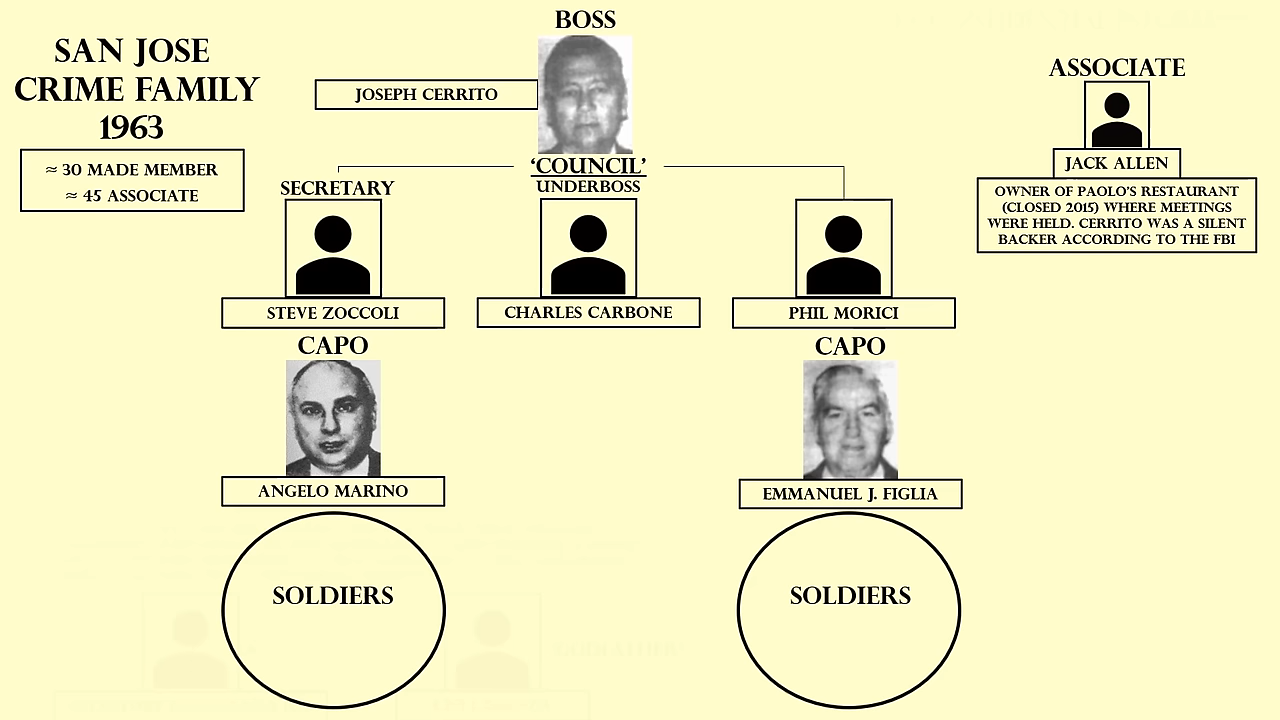 SAN JOSE
CRIME FAMILY
1963
≈ 30 MADE MEMBER
≈ 45 ASSOCIATE
BOSS
JOSEPH CERRITO
'COUNCIL'
SECRETARY
UNDERBOSS
STEVE ZOCCOLI
CHARLES CARBONE
PHIL MORICI
CAPO
ANGELO MARINO
SOLDIERS
CAPO
EMMANUEL J. FIGLIA
SOLDIERS
ASSOCIATE
JACK ALLEN
OWNER OF PAOLO'S RESTAURANT
(CLOSED 2015) WHERE MEETINGS
WERE HELD. CERRITO WAS A SILENT
BACKER ACCORDING TO THE FBI